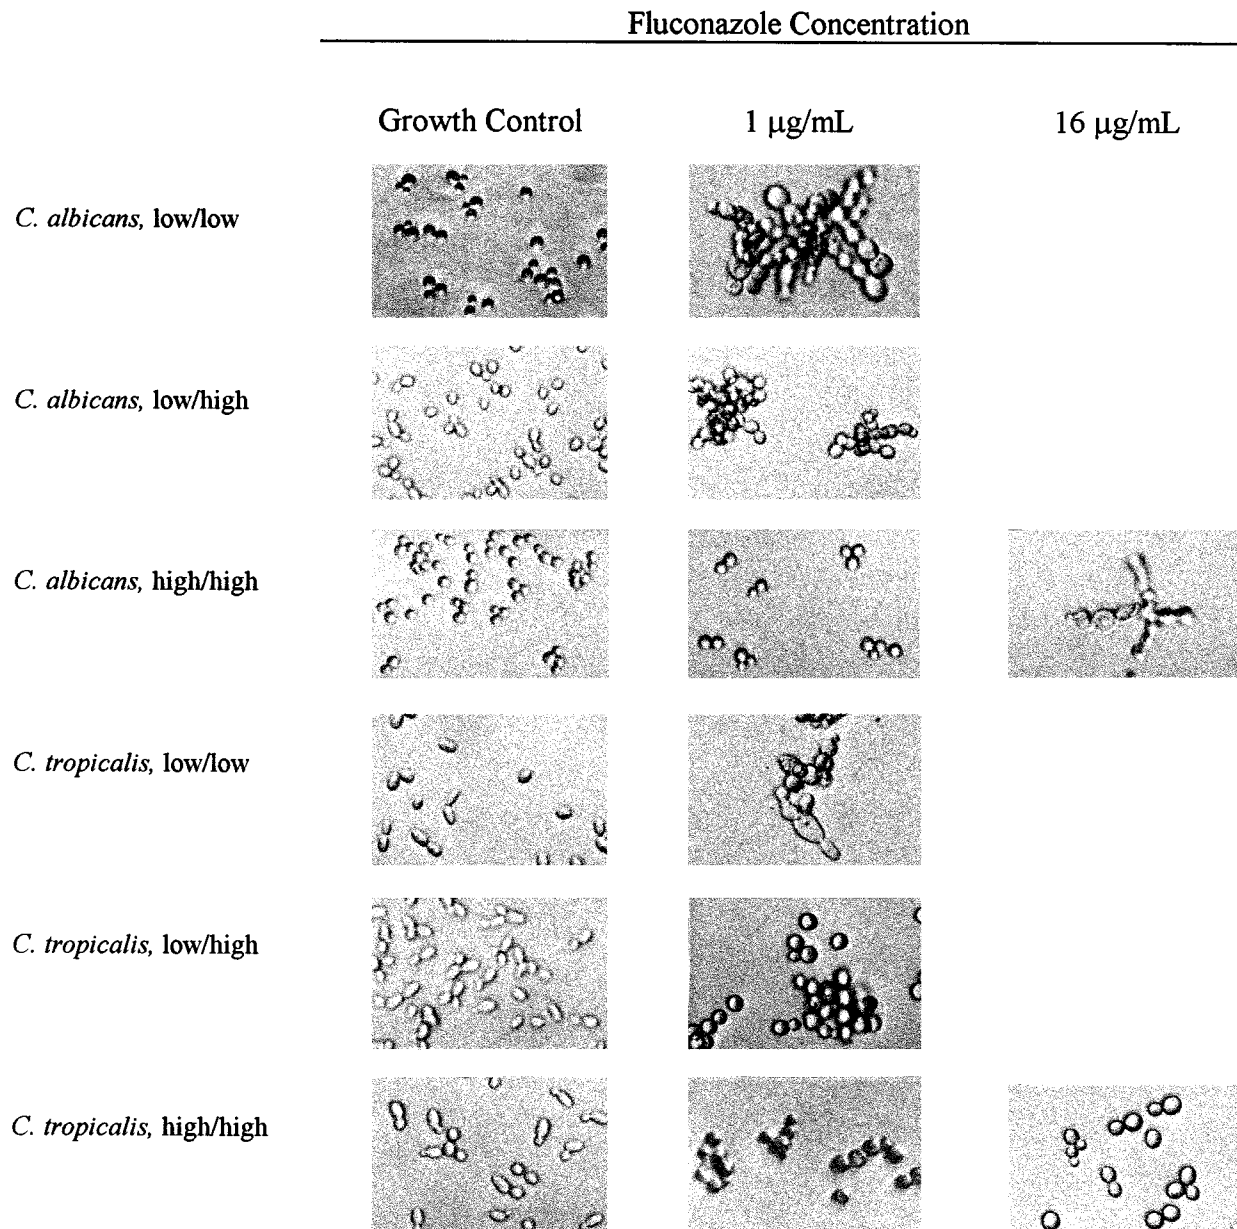 Fluconazole Concentration
Growth Control 1 μg/mL 16 μg/mL
C. albicans, low/low
C. albicans, low/high
C. albicans, high/high
C. tropicalis, low/low
C. tropicalis, low/high
C. tropicalis, high/high